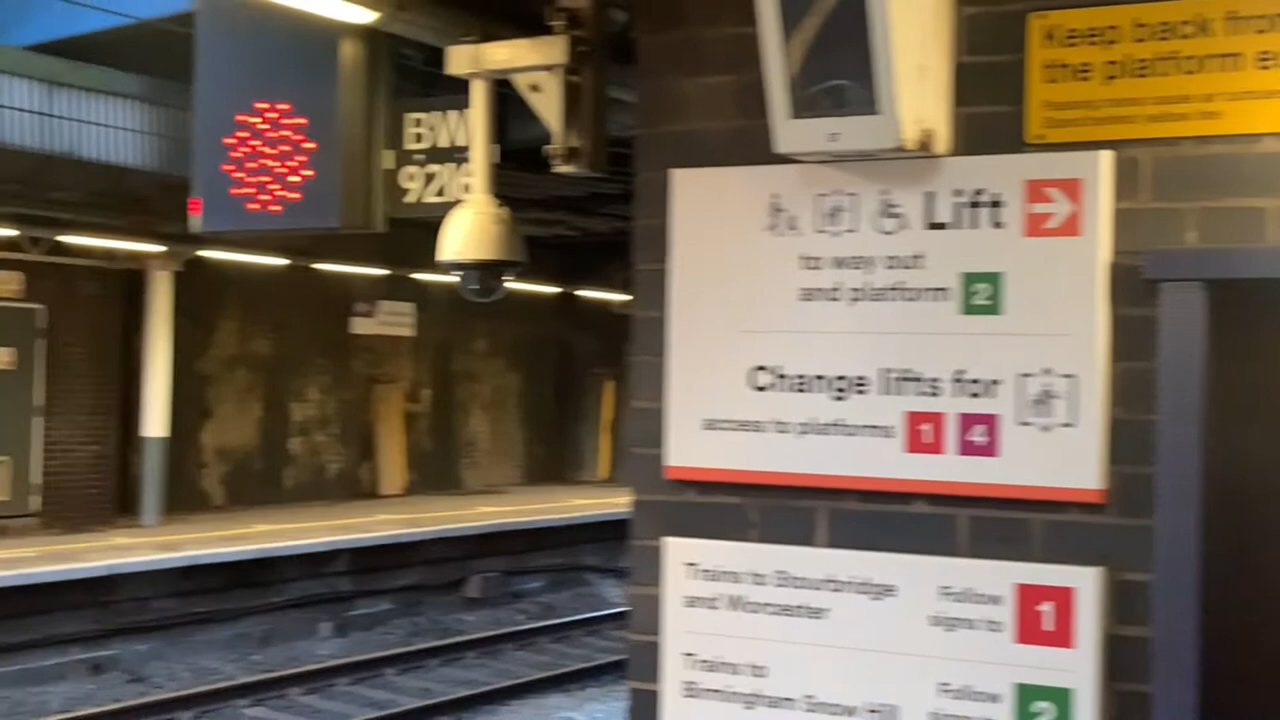 BW
9216
Keep back from
the platform e
Lift
to way out
and platform 2
Change lifts for
access to platforms 1 4
Trains to Stourbridge
and Worcester
Follow
signs to 1
Trains to
Birmingham Snow Hill
Follow
2